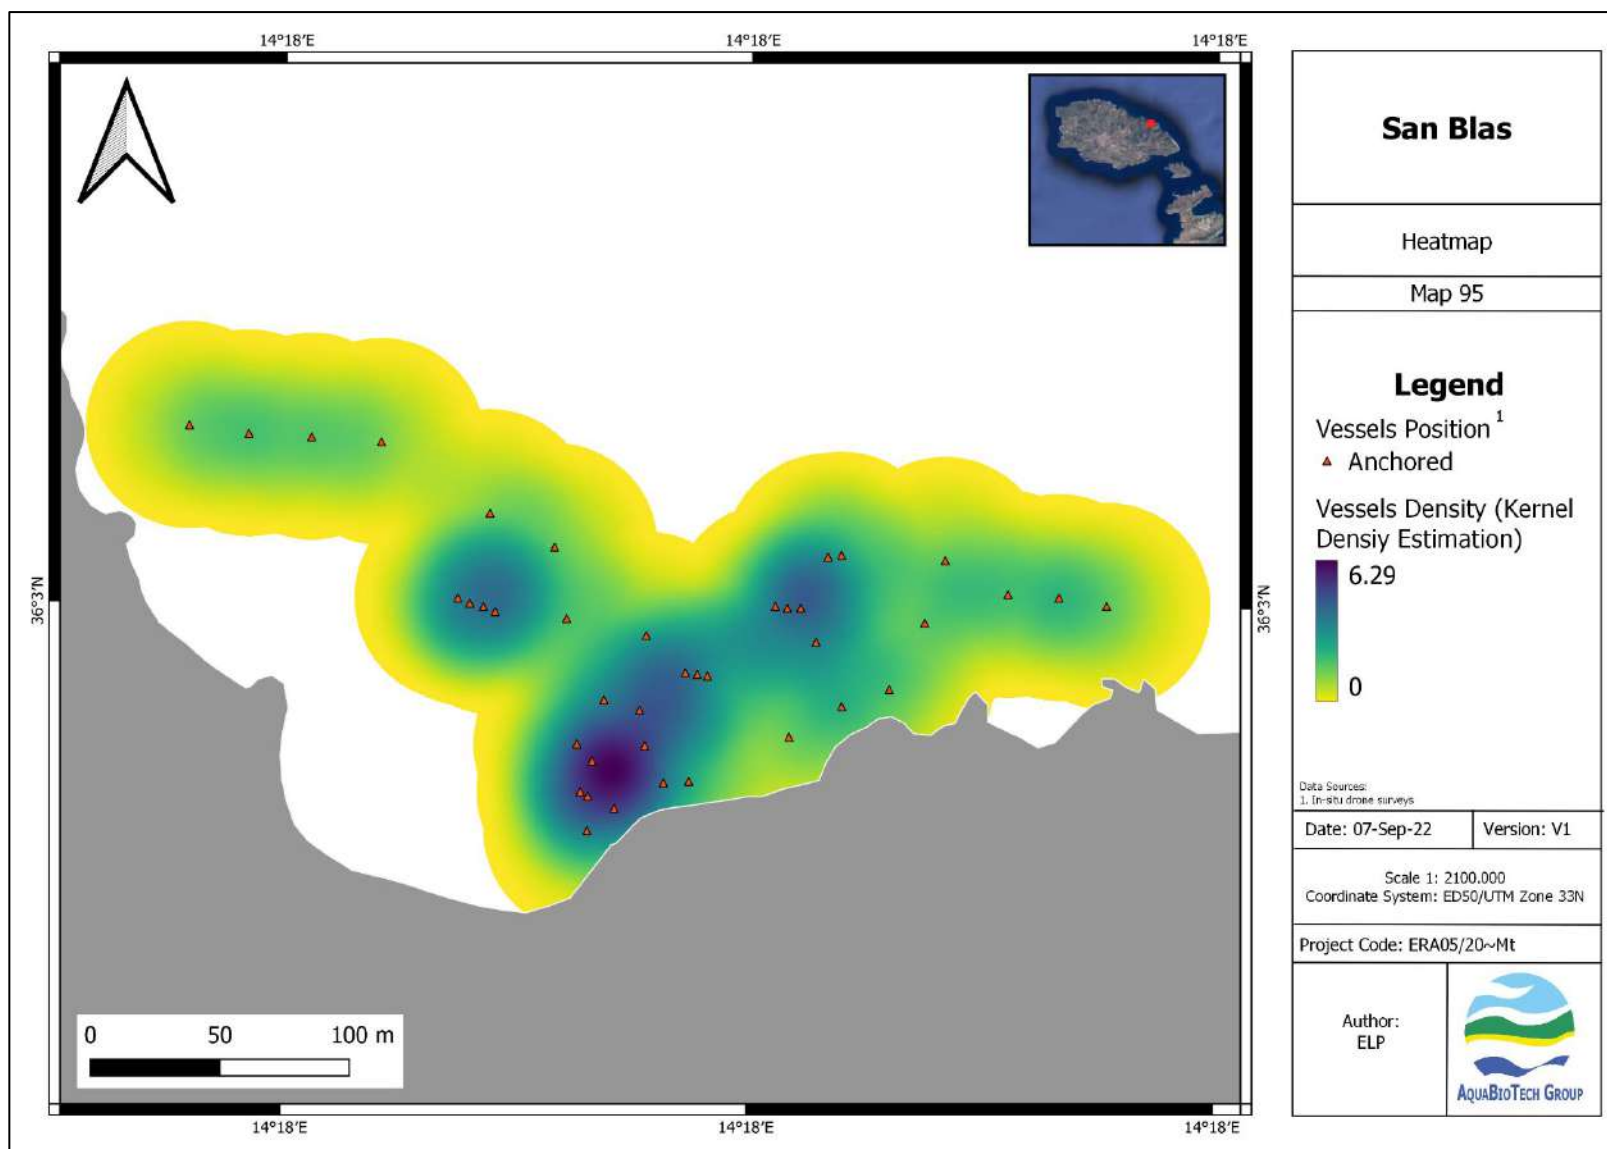 14°18'E 14°18'E 14°18'E
36°3'N
36°3'N
0 50 100 m
14°18'E 14°18'E 14°18'E
San Blas
Heatmap
Map 95
Legend
Vessels Position 1
Anchored
Vessels Density (Kernel
Densiy Estimation)
6.29
0
Data Sources:
1. In-situ drone surveys
Date: 07-Sep-22
Version: V1
Scale 1: 2100.000
Coordinate System: ED50/UTM Zone 33N
Project Code: ERA05/20~Mt
Author:
ELP
AQUABIOTECH GROUP